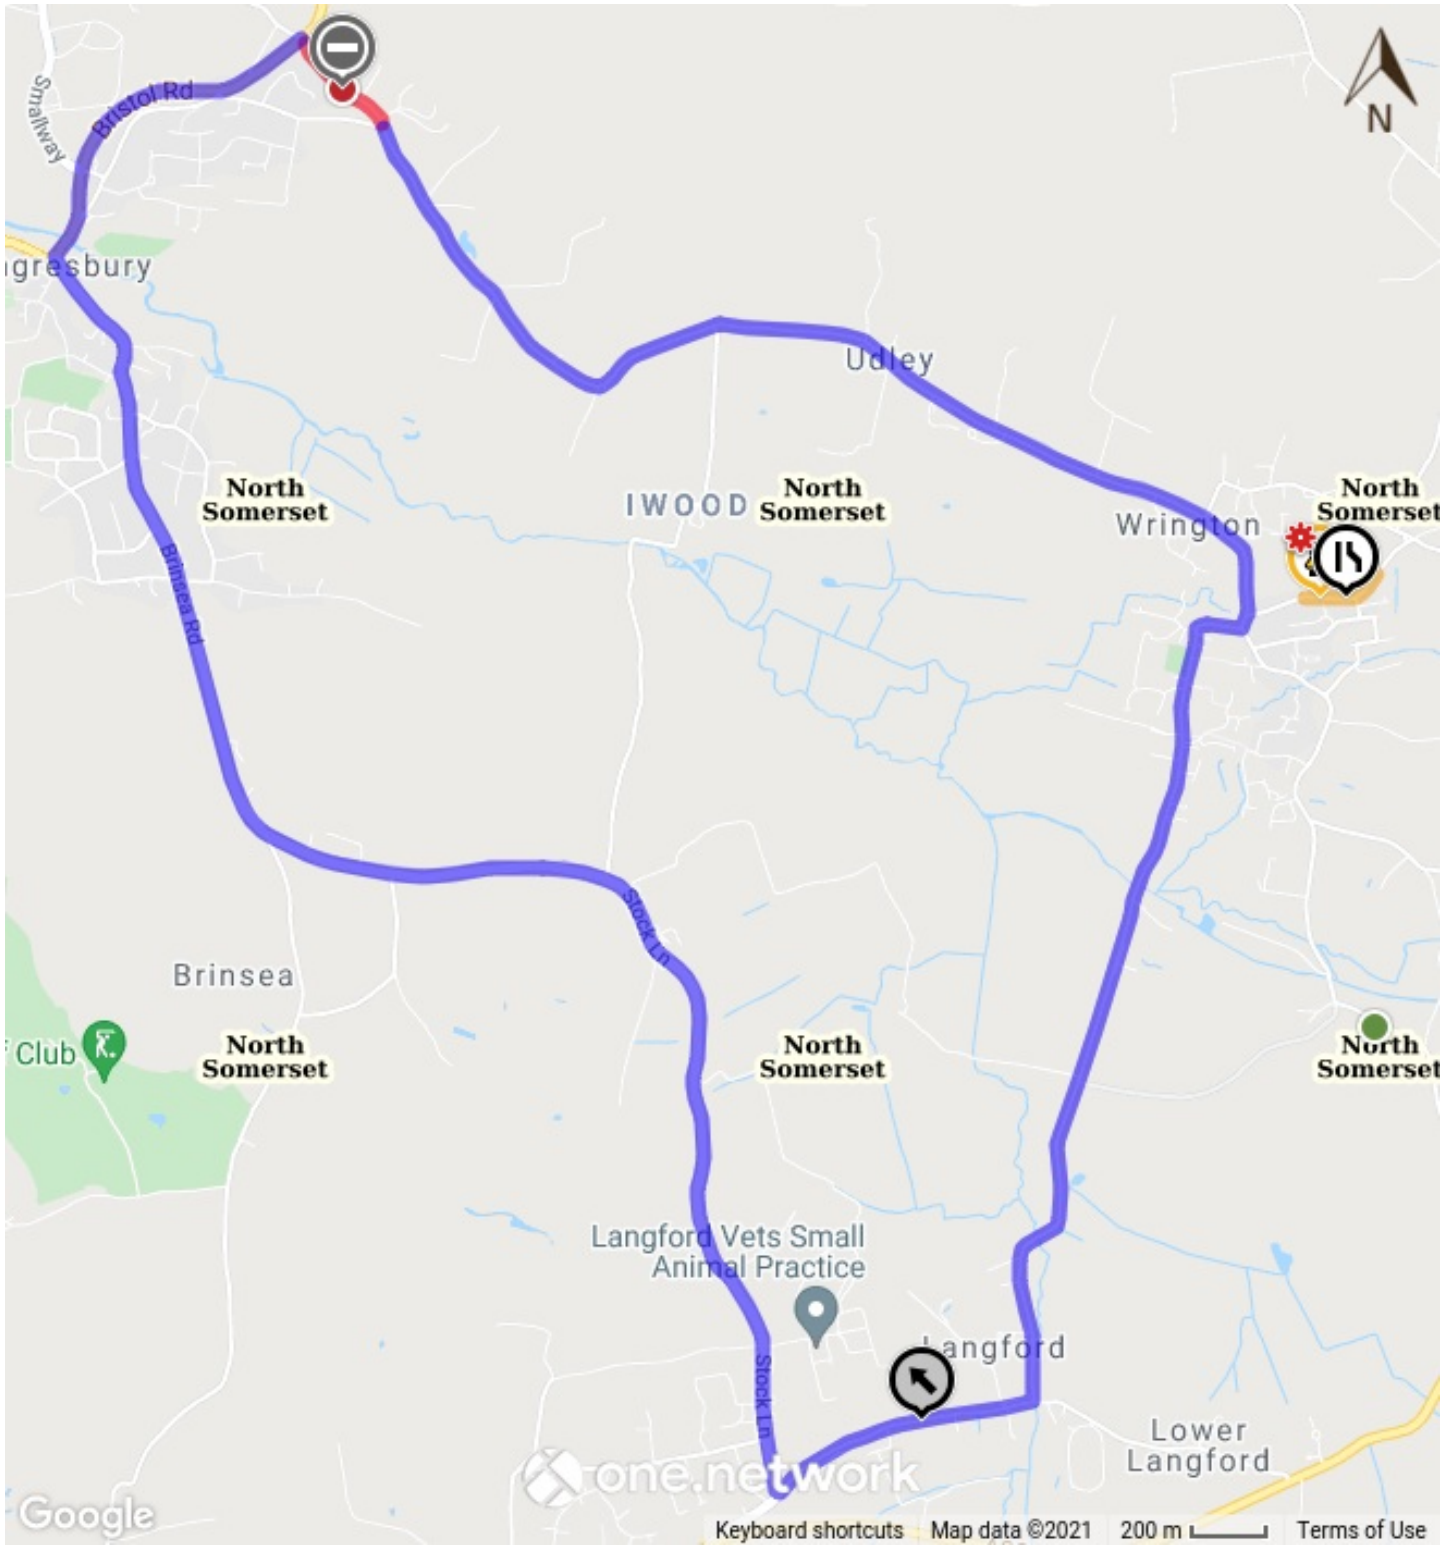 Smallway
Bristol Rd
N
gresbury
Udley
North
Somerset
IWOOD
North
Somerset
North
Somerset
Wrington
Brinsea Rd
Stock Ln
Brinsea
Club
North
Somerset
North
Somerset
North
Somerset
Langford Vets Small
Animal Practice
Langford
Stock Ln
Lower
Langford
one.network
Google
Keyboard shortcuts
Map data ©2021
200 m
Terms of Use